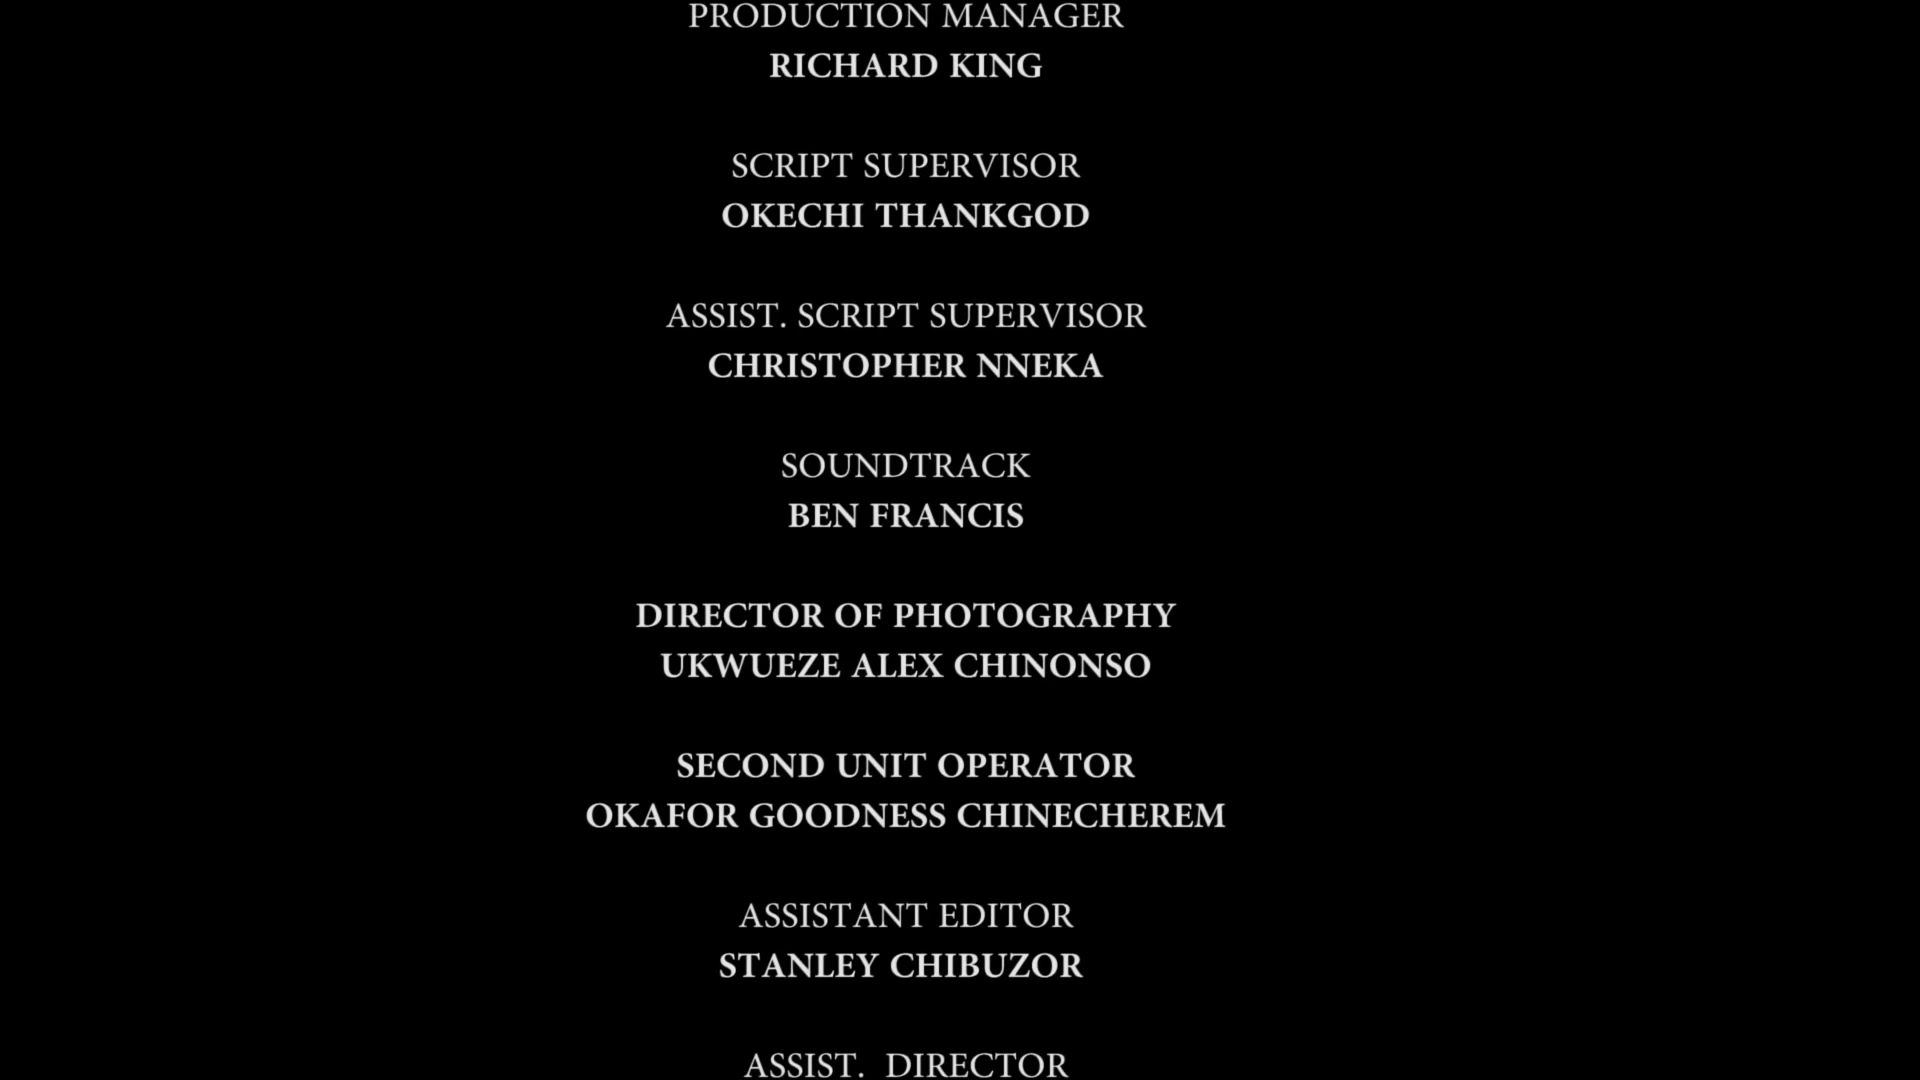 PRODUCTION MANAGER
RICHARD KING
SCRIPT SUPERVISOR
OKECHI THANKGOD
ASSIST. SCRIPT SUPERVISOR
CHRISTOPHER NNEKA
SOUNDTRACK
BEN FRANCIS
DIRECTOR OF PHOTOGRAPHY
UKWUEZE ALEX CHINONSO
SECOND UNIT OPERATOR
OKAFOR GOODNESS CHINECHEREM
ASSISTANT EDITOR
STANLEY CHIBUZOR
ASSIST.  DIRECTOR